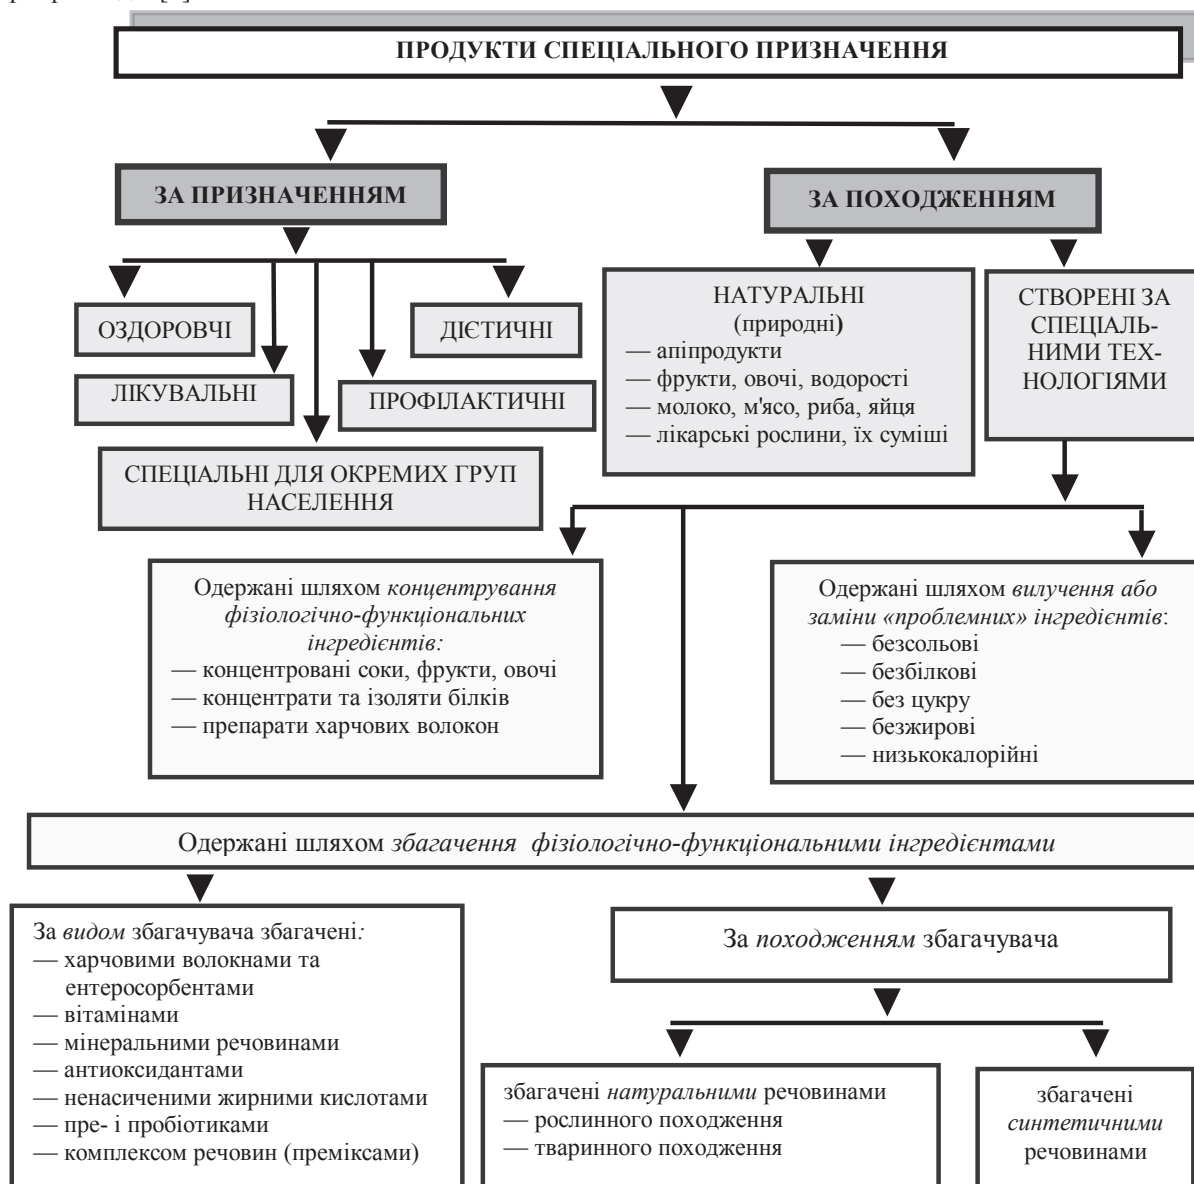 ПРОДУКТИ СПЕЦІАЛЬНОГО ПРИЗНАЧЕННЯ
ЗА ПРИЗНАЧЕННЯМ
ЗА ПОХОДЖЕННЯМ
ОЗДОРОВЧІ
ДІЄТИЧНІ
ЛІКУВАЛЬНІ
ПРОФІЛАКТИЧНІ
СПЕЦІАЛЬНІ ДЛЯ ОКРЕМИХ ГРУП
НАСЕЛЕННЯ
НАТУРАЛЬНІ
(природні)
— апіпродукти
— фрукти, овочі, водорості
— молоко, м'ясо, риба, яйця
— лікарські рослини, їх суміші
СТВОРЕНІ ЗА
СПЕЦІАЛЬ-
НИМИ ТЕХ-
НОЛОГІЯМИ
Одержані шляхом концентрування
фізіологічно-функціональних
інгредієнтів:
— концентровані соки, фрукти, овочі
— концентрати та ізоляти білків
— препарати харчових волокон
Одержані шляхом вилучення або
заміни «проблемних» інгредієнтів:
— безсольові
— безбілкові
— без цукру
— безжирові
— низькокалорійні
Одержані шляхом збагачення фізіологічно-функціональними інгредієнтами
За видом збагачувача збагачені:
— харчовими волокнами та
ентеросорбентами
— вітамінами
— мінеральними речовинами
— антиоксидантами
— ненасиченими жирними кислотами
— пре- і пробіотиками
— комплексом речовин (преміксами)
За походженням збагачувача
збагачені натуральними речовинами
— рослинного походження
— тваринного походження
збагачені
синтетичними
речовинами